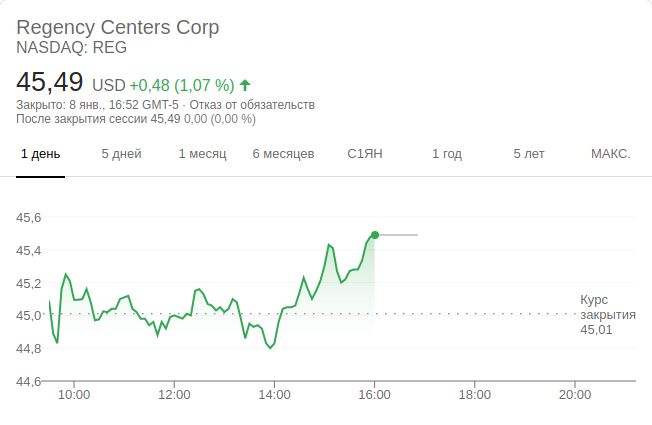 Regency Centers Corp
NASDAQ: REG
45,49 USD +0,48 (1,07 %)
Закрыто: 8 янв., 16:52 GMT-5 · Отказ от обязательств
После закрытия сессии 45,49 0,00 (0,00 %)
1 день 5 дней 1 месяц 6 месяцев С1ЯН 1 год 5 лет МАКС.
45,6
45,4
45,2
45,0
44,8
44,6
Курс
закрытия
45,01
10:00 12:00 14:00 16:00 18:00 20:00